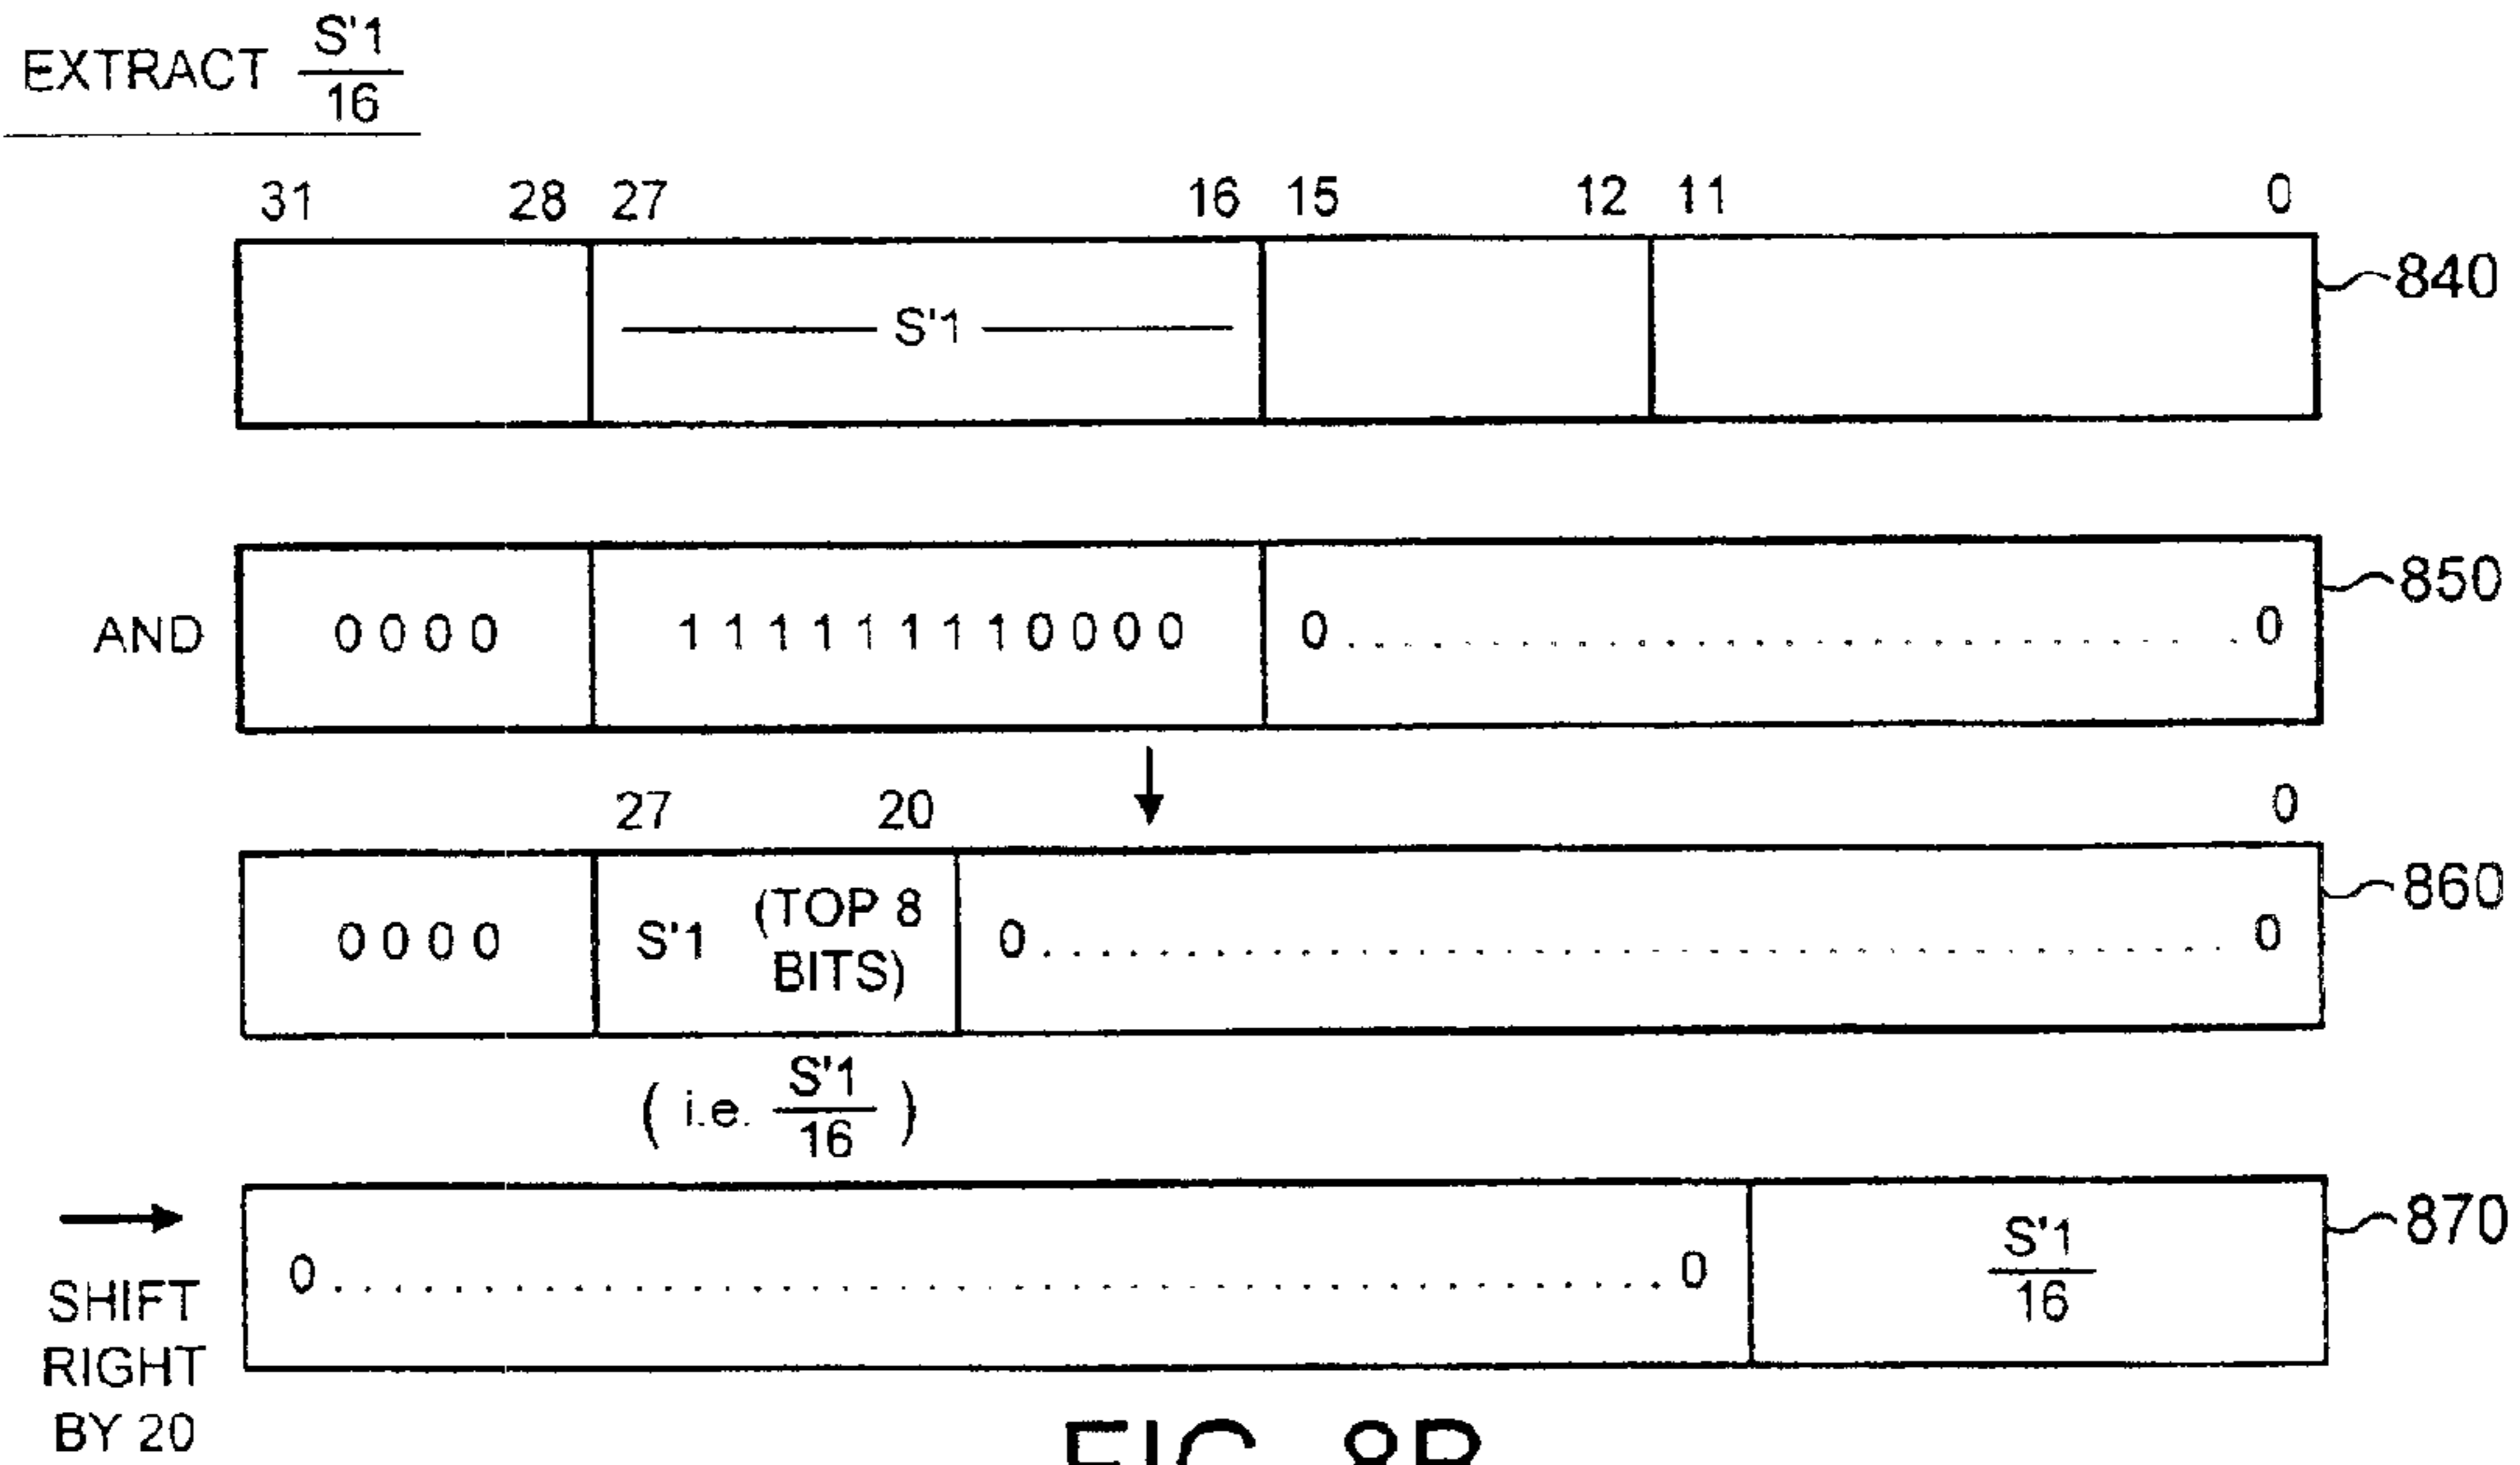 EXTRACT S'1
16
31 28 27 16 15 12 11 0
S'1
840
AND 0 0 0 0 1 1 1 1 1 1 1 1 0 0 0 0 0 . . . . . . . . 0
850
27 20 0
0 0 0 0 S'1 (TOP 8
BITS) 0 . . . . . . . . 0
860
( i.e. S'1
16 )
SHIFT
RIGHT
BY 20
0 . . . . . . . . 0 S'1
16
870
FIG. 8B